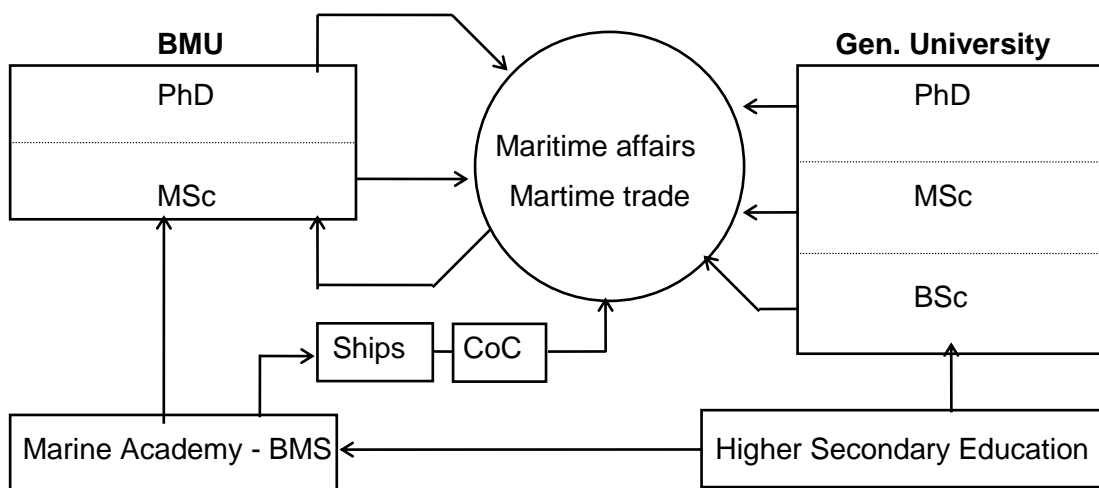 BMU
Gen. University
PhD
PhD
Maritime affairs
Martime trade
MSc
MSc
BSc
Ships
CoC
Marine Academy - BMS
Higher Secondary Education